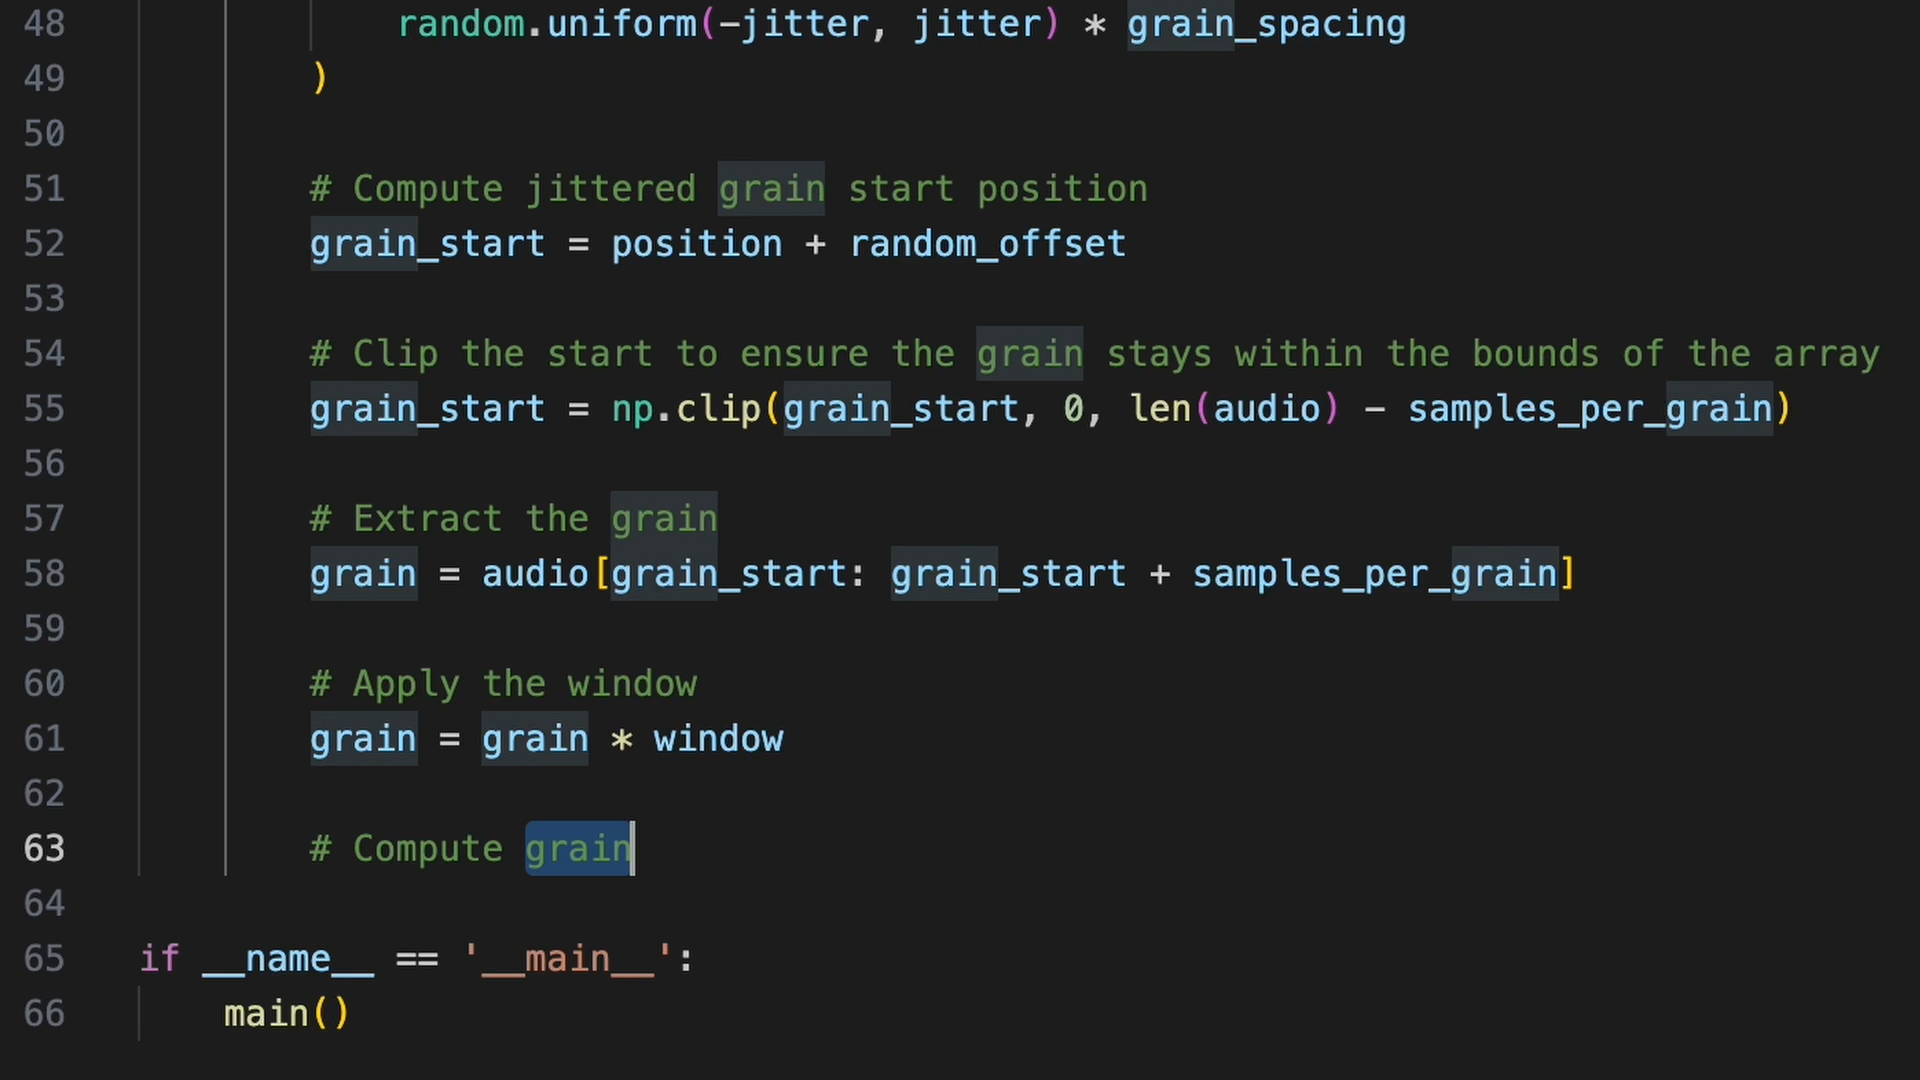 48 random.uniform(-jitter, jitter) * grain_spacing
49 )
50
51 # Compute jittered grain start position
52 grain_start = position + random_offset
53
54 # Clip the start to ensure the grain stays within the bounds of the array
55 grain_start = np.clip(grain_start, 0, len(audio) - samples_per_grain)
56
57 # Extract the grain
58 grain = audio[grain_start: grain_start + samples_per_grain]
59
60 # Apply the window
61 grain = grain * window
62
63 # Compute grain
64
65 if __name__ == '__main__':
66 main()